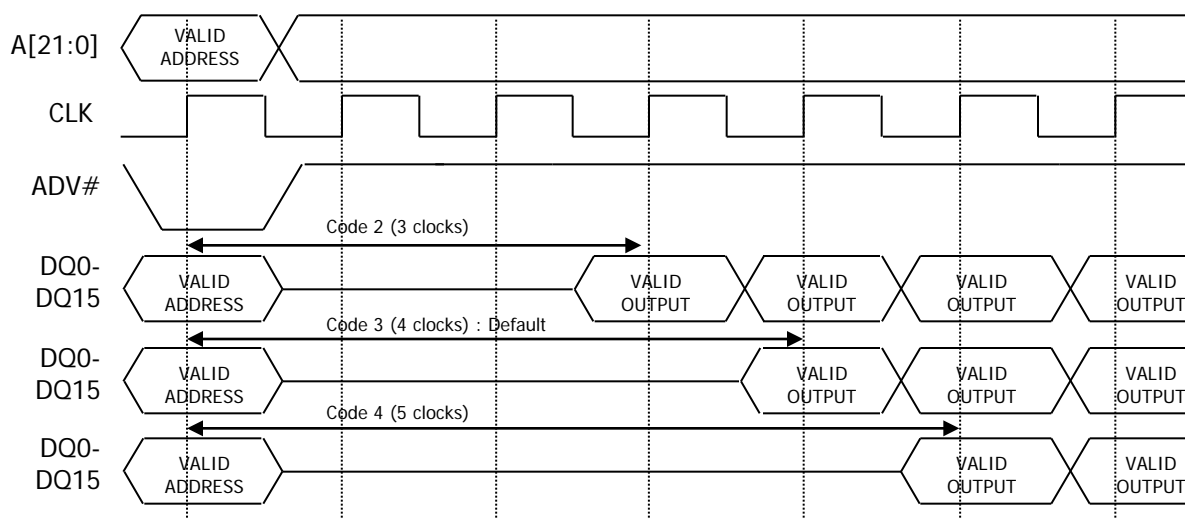 A[21:0]
VALID
ADDRESS
CLK
ADV#
Code 2 (3 clocks)
DQ0-
DQ15
VALID
ADDRESS
VALID
OUTPUT
VALID
OUTPUT
VALID
OUTPUT
VALID
OUTPUT
Code 3 (4 clocks) : Default
DQ0-
DQ15
VALID
ADDRESS
VALID
OUTPUT
VALID
OUTPUT
VALID
OUTPUT
Code 4 (5 clocks)
DQ0-
DQ15
VALID
ADDRESS
VALID
OUTPUT
VALID
OUTPUT